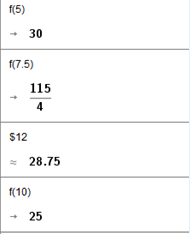 f(5)
→ 30
f(7.5)
→ 115
4
$12
≈ 28.75
f(10)
→ 25